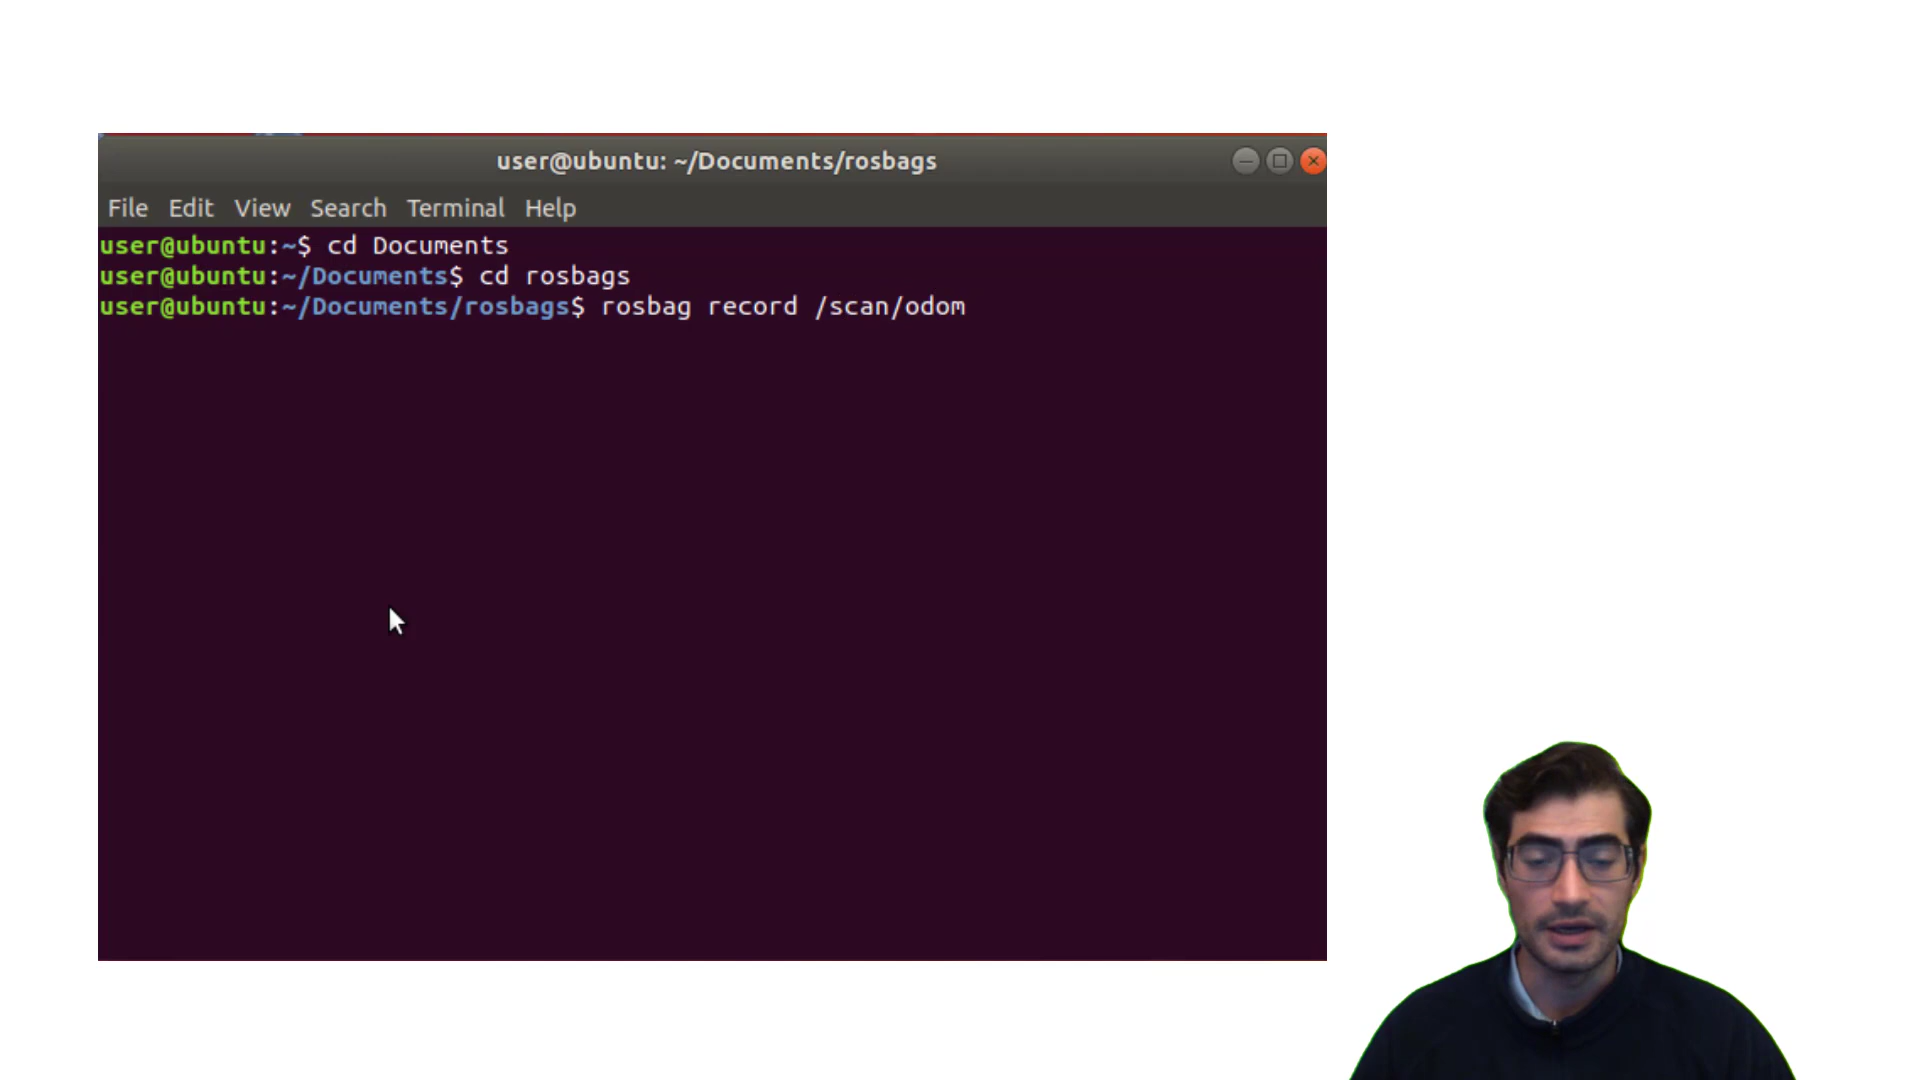 user@ubuntu: ~/Documents/rosbags
File Edit View Search Terminal Help
user@ubuntu:~$ cd Documents
user@ubuntu:~/Documents$ cd rosbags
user@ubuntu:~/Documents/rosbags$ rosbag record /scan/odom